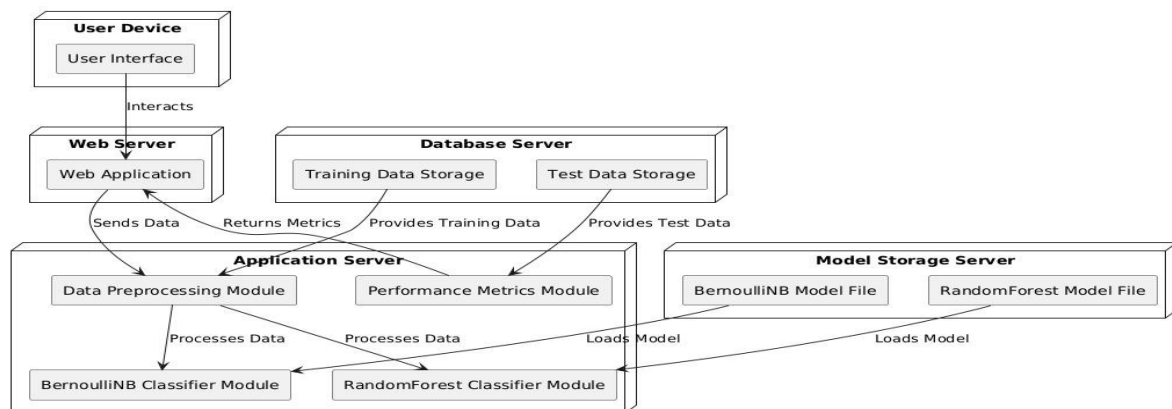 User Device
User Interface
Interacts
Web Server
Database Server
Web Application
Training Data Storage
Test Data Storage
Sends Data
Returns Metrics
Provides Training Data
Provides Test Data
Application Server
Model Storage Server
Data Preprocessing Module
Performance Metrics Module
BernoulliNB Model File
RandomForest Model File
Processes Data
Processes Data
Loads Model
Loads Model
BernoulliNB Classifier Module
RandomForest Classifier Module